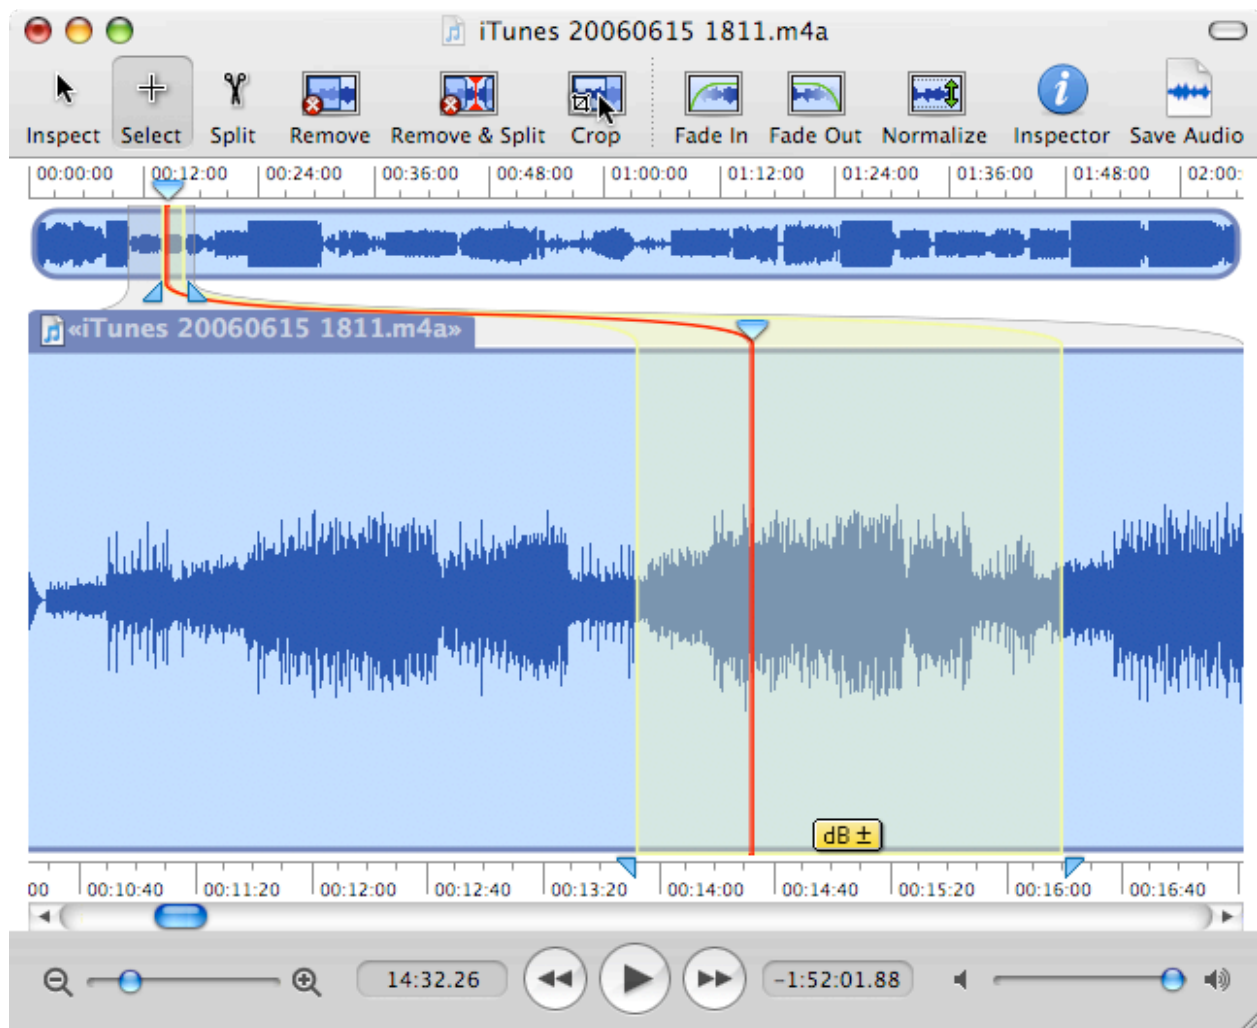 iTunes 20060615 1811.m4a
Inspect Select Split Remove Remove & Split Crop Fade In Fade Out Normalize Inspector Save Audio
00:00:00 00:12:00 00:24:00 00:36:00 00:48:00 01:00:00 01:12:00 01:24:00 01:36:00 01:48:00 02:00:
«iTunes 20060615 1811.m4a»
dB ±
00 00:10:40 00:11:20 00:12:00 00:12:40 00:13:20 00:14:00 00:14:40 00:15:20 00:16:00 00:16:40
14:32.26 -1:52:01.88